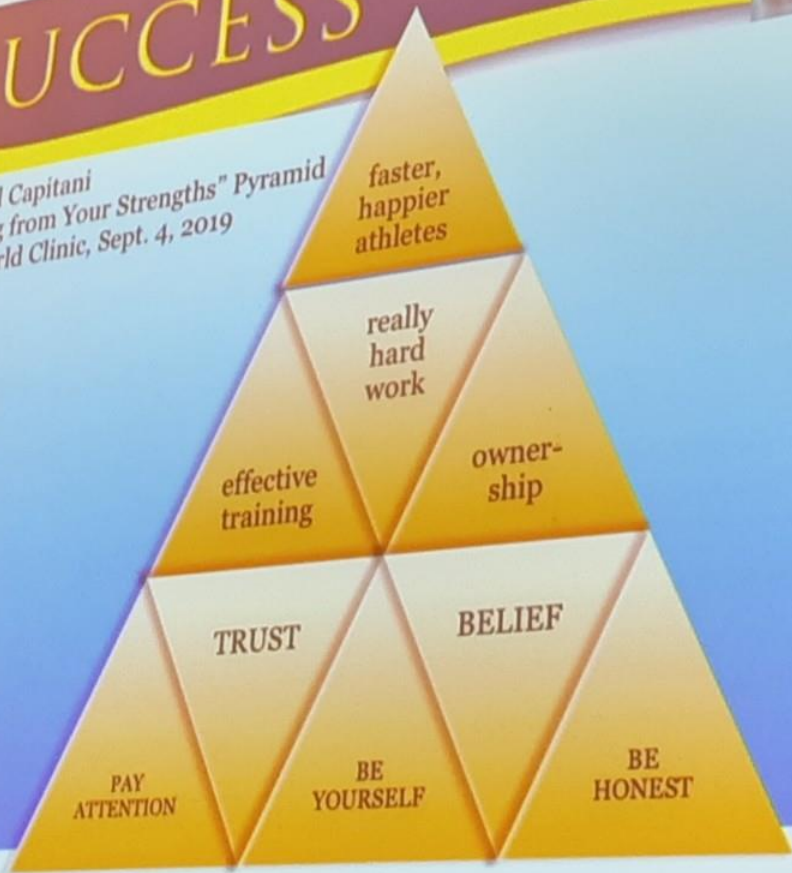 UCCESS
Capitani
from Your Strengths" Pyramid
Clinic, Sept. 4, 2019
faster,
happier
athletes
really
hard
work
effective
training
owner-
ship
TRUST
BELIEF
PAY
ATTENTION
BE
YOURSELF
BE
HONEST